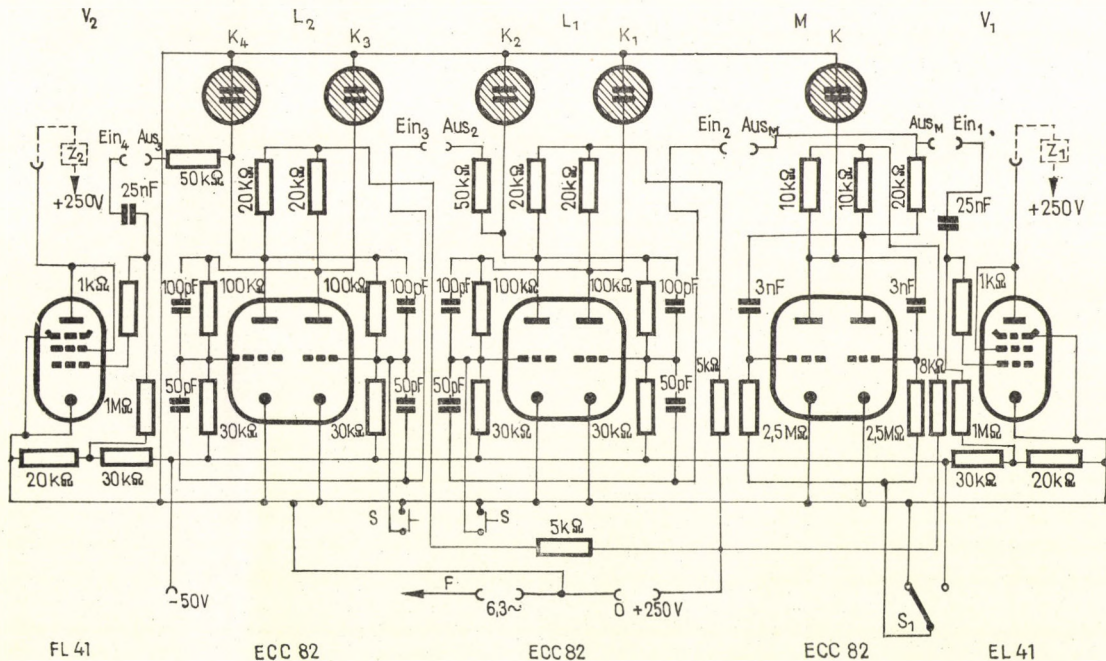 V₂ L₂ L₁ M V₁
K₄ K₃ K₂ K₁ K
Ein₄ Aus₃ Ein₃ Aus₂ Ein₂ Aus_M Aus_M Ein₁
Z₂ Z₁
50kΩ 20kΩ 20kΩ 50kΩ 20kΩ 20kΩ 10kΩ 10kΩ 20kΩ
25nF 25nF
+250V +250V
1kΩ 100pF 100kΩ 100kΩ 100pF 100pF 100kΩ 100kΩ 100pF 3nF 3nF 1kΩ
50pF 50pF 50pF 50pF 5kΩ 8kΩ
1MΩ 30kΩ 30kΩ 30kΩ 30kΩ 2,5MΩ 2,5MΩ 1MΩ
20kΩ 30kΩ 30kΩ 20kΩ
S S
5kΩ
F
-50V 6,3~ 0 +250V
S₁
FL 41 ECC 82 ECC 82 ECC 82 EL 41